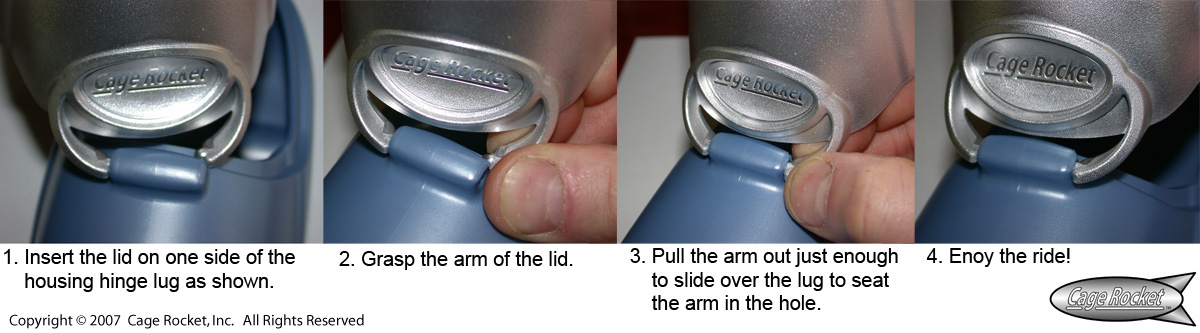 Cage Rocket
Cage Rocket
Cage Rocket
Cage Rocket
1. Insert the lid on one side of the
housing hinge lug as shown.
2. Grasp the arm of the lid.
3. Pull the arm out just enough
to slide over the lug to seat
the arm in the hole.
4. Enoy the ride!
Cage Rocket™
Copyright © 2007 Cage Rocket, Inc. All Rights Reserved